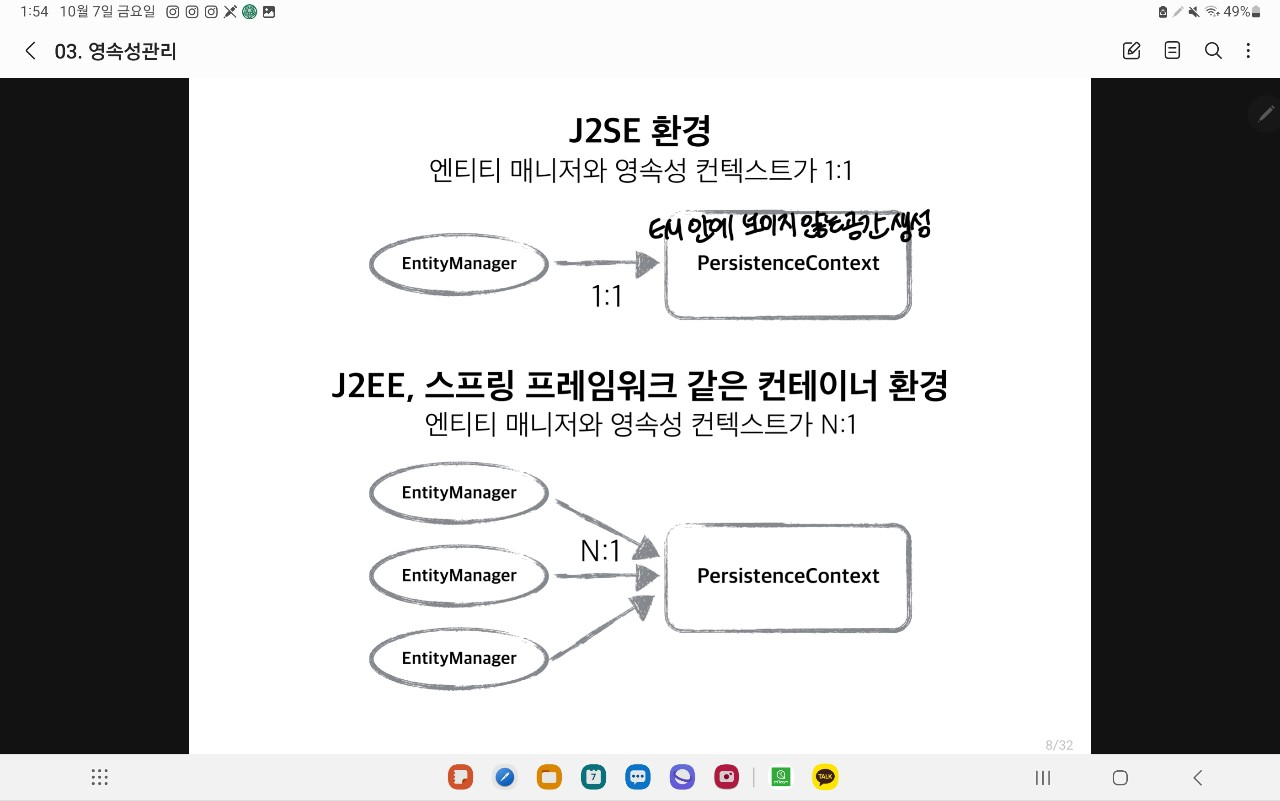 1:54 10월 7일 금요일
49%
03. 영속성관리
J2SE 환경
엔티티 매니저와 영속성 컨텍스트가 1:1
EM 안에 보이지 않는 공간 생성
EntityManager
PersistenceContext
1:1
J2EE, 스프링 프레임워크 같은 컨테이너 환경
엔티티 매니저와 영속성 컨텍스트가 N:1
EntityManager
N:1
EntityManager
PersistenceContext
EntityManager
8/32
7
TALK